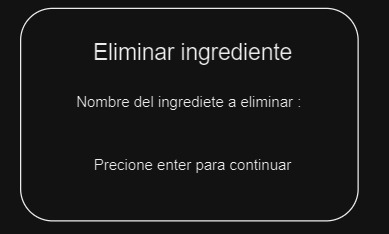 Eliminar ingrediente
Nombre del ingrediete a eliminar :
Precione enter para continuar